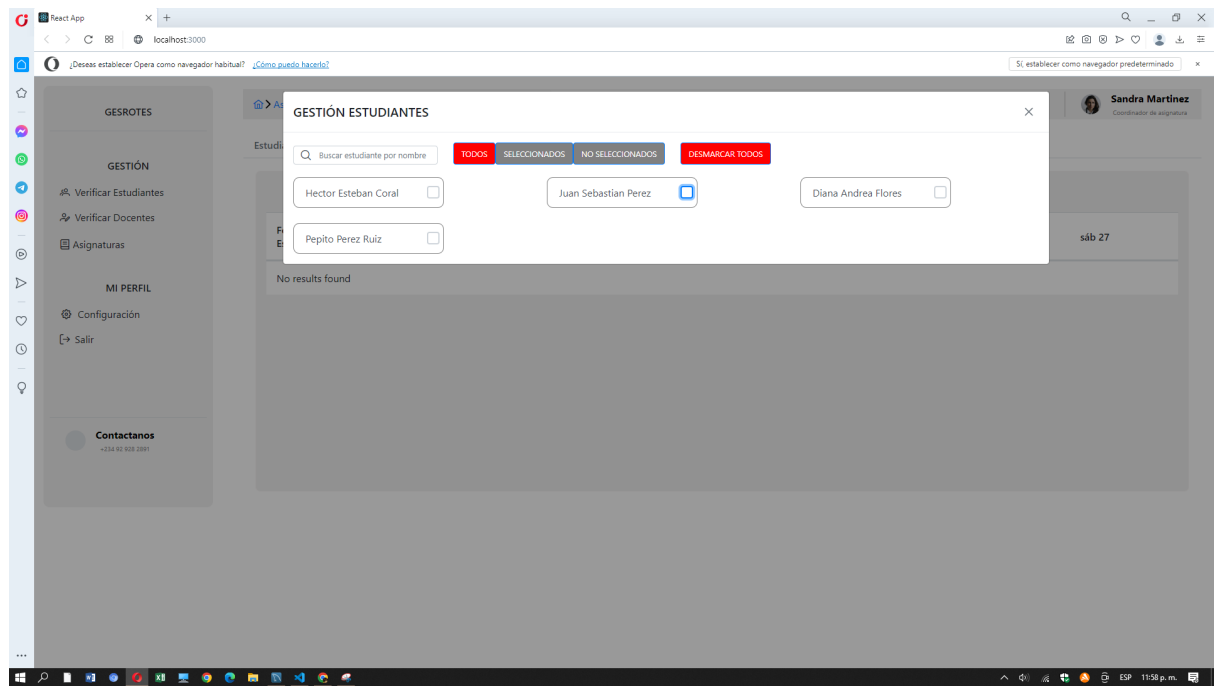 React App
localhost:3000
¿Deseas establecer Opera como navegador habitual? ¿Cómo puedo hacerlo?
Sí, establecer como navegador predeterminado
GESROTES
GESTIÓN
Verificar Estudiantes
Verificar Docentes
Asignaturas
MI PERFIL
Configuración
Salir
Contactanos
+234 92 928 2891
As
Sandra Martinez
Coordinador de asignatura
Estudi
GESTIÓN ESTUDIANTES
Buscar estudiante por nombre
TODOS SELECCIONADOS NO SELECCIONADOS DESMARCAR TODOS
Hector Esteban Coral
Juan Sebastian Perez
Diana Andrea Flores
Pepito Perez Ruiz
sáb 27
No results found
ESP 11:58 p. m.